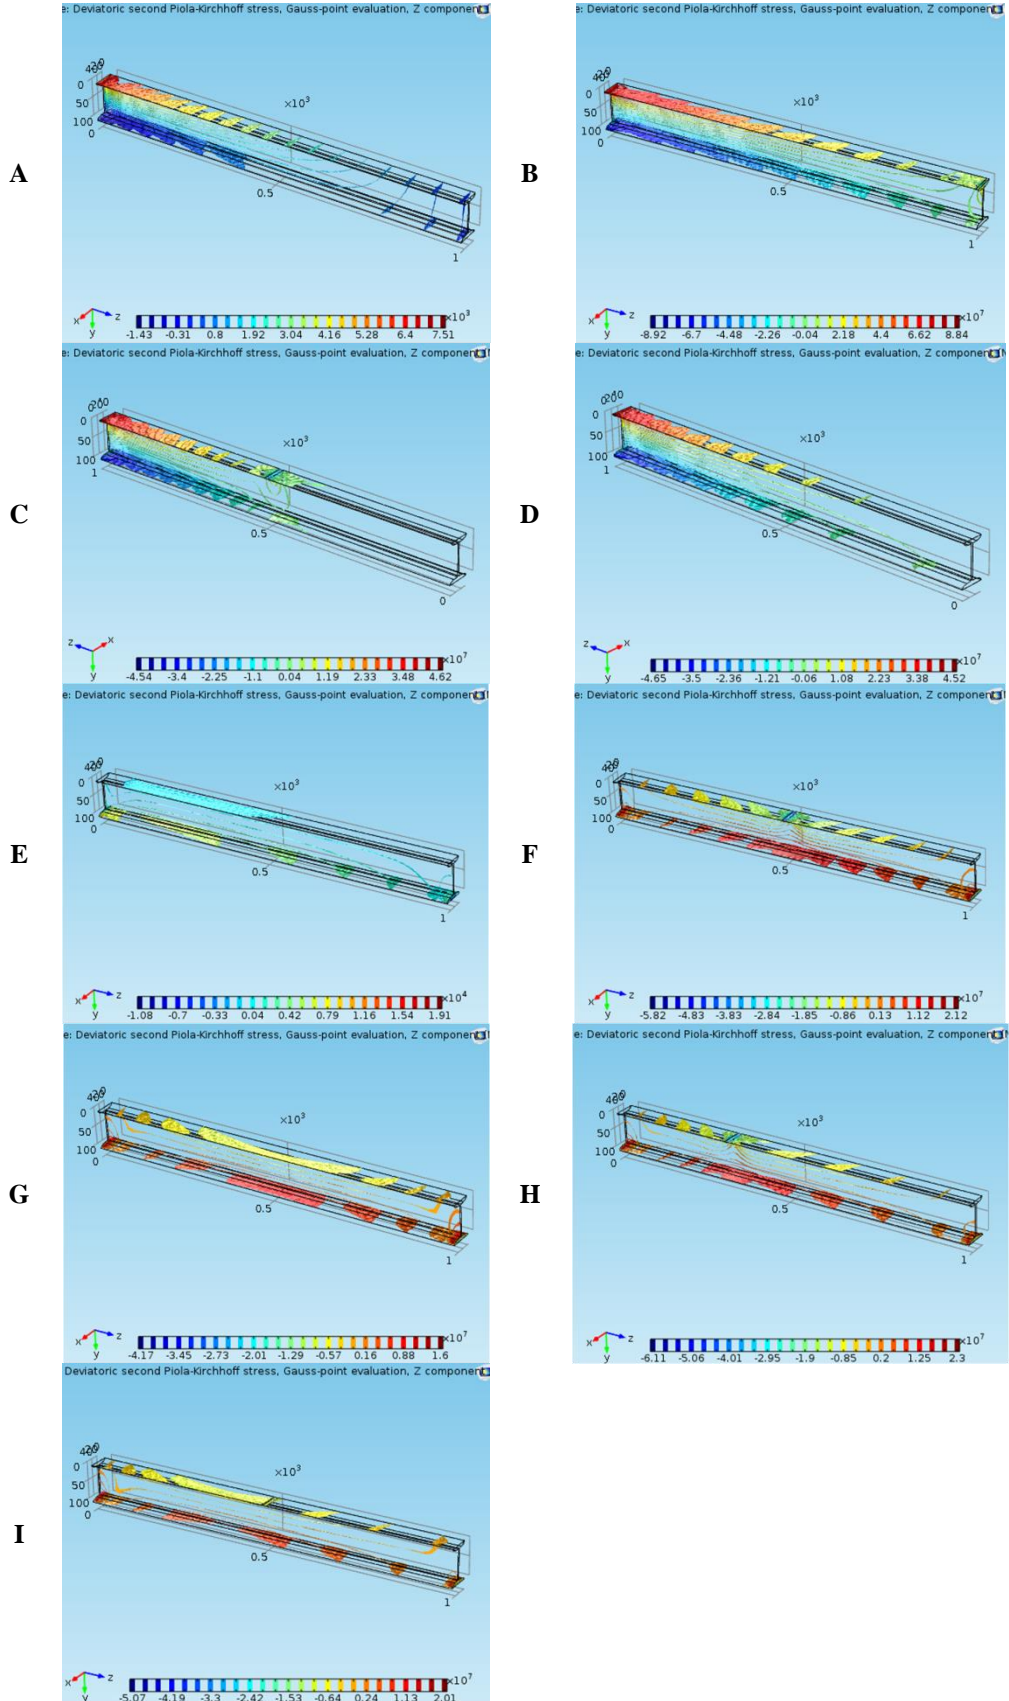 e: Deviatoric second Piola-Kirchhoff stress, Gauss-point evaluation, Z component
0
50
100
0
×10³
0.5
1
A
x z y
-1.43 -0.31 0.8 1.92 3.04 4.16 5.28 6.4 7.51 ×10³
e: Deviatoric second Piola-Kirchhoff stress, Gauss-point evaluation, Z component
0
50
100
0
×10³
0.5
1
B
x z y
-8.92 -6.7 -4.48 -2.26 -0.04 2.18 4.4 6.62 8.84 ×10⁷
e: Deviatoric second Piola-Kirchhoff stress, Gauss-point evaluation, Z component
0
50
100
1
×10³
0.5
0
C
z x y
-4.54 -3.4 -2.25 -1.1 0.04 1.19 2.33 3.48 4.62 ×10⁷
e: Deviatoric second Piola-Kirchhoff stress, Gauss-point evaluation, Z component
0
50
100
1
×10³
0.5
0
D
z x y
-4.65 -3.5 -2.36 -1.21 -0.06 1.08 2.23 3.38 4.52 ×10⁷
e: Deviatoric second Piola-Kirchhoff stress, Gauss-point evaluation, Z component
0
50
100
0
×10³
0.5
1
E
x z y
-1.08 -0.7 -0.33 0.04 0.42 0.79 1.16 1.54 1.91 ×10⁴
e: Deviatoric second Piola-Kirchhoff stress, Gauss-point evaluation, Z component
0
50
100
0
×10³
0.5
1
F
x z y
-5.82 -4.83 -3.83 -2.84 -1.85 -0.86 0.13 1.12 2.12 ×10⁷
e: Deviatoric second Piola-Kirchhoff stress, Gauss-point evaluation, Z component
0
50
100
0
×10³
0.5
1
G
x z y
-4.17 -3.45 -2.73 -2.01 -1.29 -0.57 0.16 0.88 1.6 ×10⁷
e: Deviatoric second Piola-Kirchhoff stress, Gauss-point evaluation, Z component
0
50
100
0
×10³
0.5
1
H
x z y
-6.11 -5.06 -4.01 -2.95 -1.9 -0.85 0.2 1.25 2.3 ×10⁷
Deviatoric second Piola-Kirchhoff stress, Gauss-point evaluation, Z component
0
50
100
0
×10³
0.5
1
I
x z y
-5.07 -4.19 -3.3 -2.42 -1.53 -0.64 0.24 1.13 2.01 ×10⁷